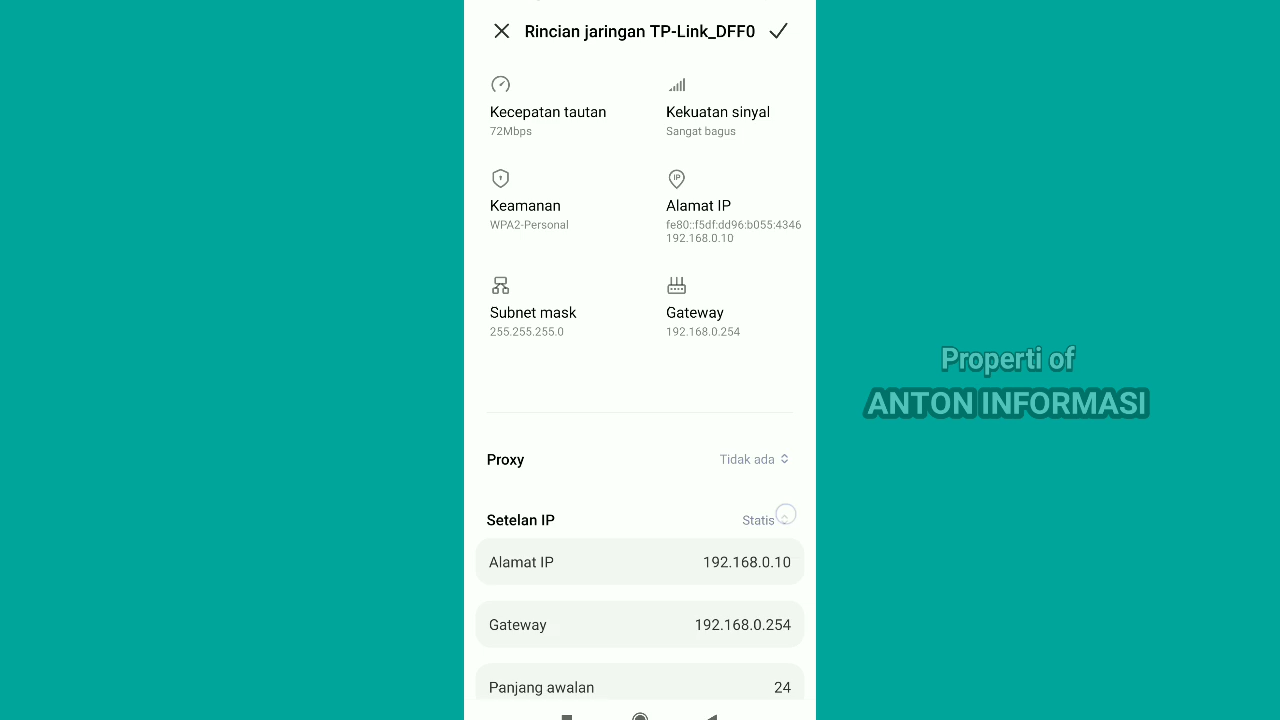 Rincian jaringan TP-Link_DFF0
Kecepatan tautan
72Mbps
Kekuatan sinyal
Sangat bagus
Keamanan
WPA2-Personal
IP
Alamat IP
fe80::f5df:dd96:b055:4346
192.168.0.10
Subnet mask
255.255.255.0
Gateway
192.168.0.254
Properti of
ANTON INFORMASI
Proxy
Tidak ada
Setelan IP
Statis
Alamat IP
192.168.0.10
Gateway
192.168.0.254
Panjang awalan
24